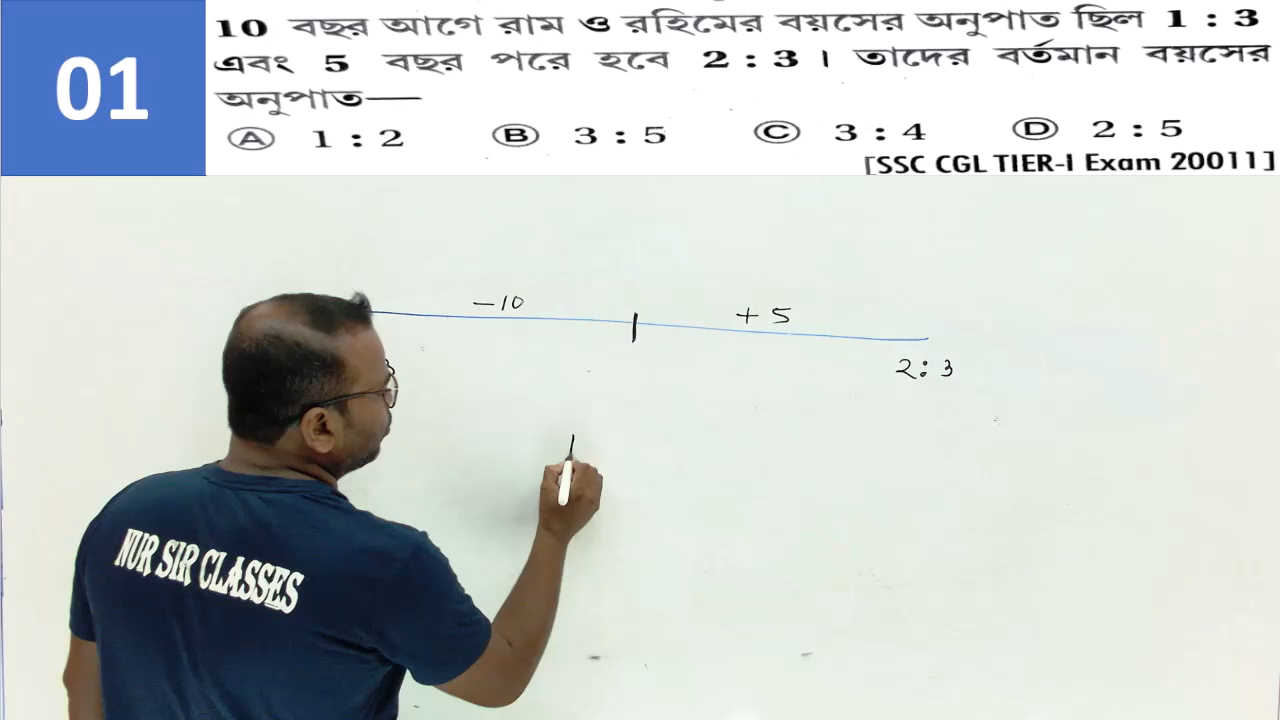 01
10 বছর আগে রাম ও রহিমের বয়সের অনুপাত ছিল 1 : 3
এবং 5 বছর পরে হবে 2 : 3 । তাদের বর্তমান বয়সের
অনুপাত—
Ⓐ 1 : 2 Ⓑ 3 : 5 Ⓒ 3 : 4 Ⓓ 2 : 5
[SSC CGL TIER-I Exam 20011]
-10 +5
2:3
NUR SIR CLASSES